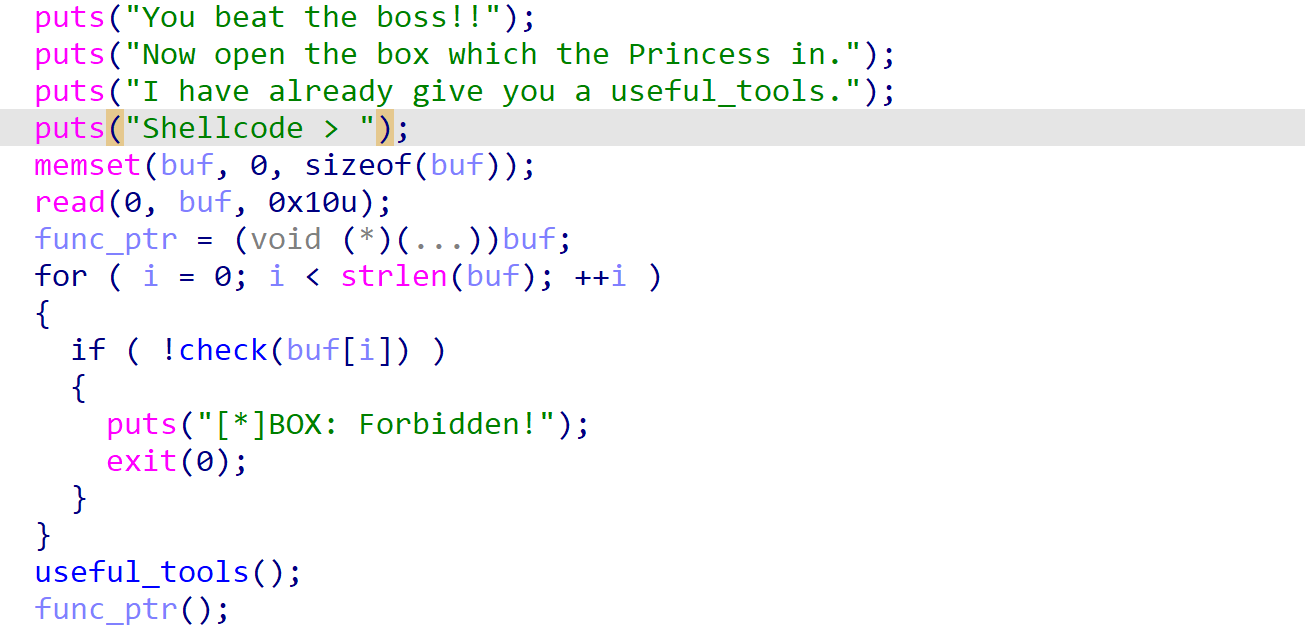 puts("You beat the boss!!");
puts("Now open the box which the Princess in.");
puts("I have already give you a useful_tools.");
puts("Shellcode > ");
memset(buf, 0, sizeof(buf));
read(0, buf, 0x10u);
func_ptr = (void (*)(...))buf;
for ( i = 0; i < strlen(buf); ++i )
{
  if ( !check(buf[i]) )
  {
    puts("[*]BOX: Forbidden!");
    exit(0);
  }
}
useful_tools();
func_ptr();